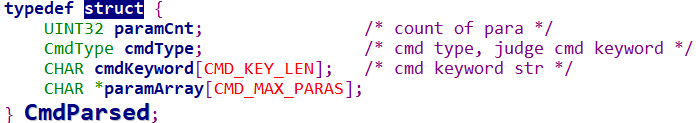 typedef struct {
UINT32 paramCnt; /* count of para */
CmdType cmdType; /* cmd type, judge cmd keyword */
CHAR cmdKeyword[CMD_KEY_LEN]; /* cmd keyword str */
CHAR *paramArray[CMD_MAX_PARAS];
} CmdParsed;